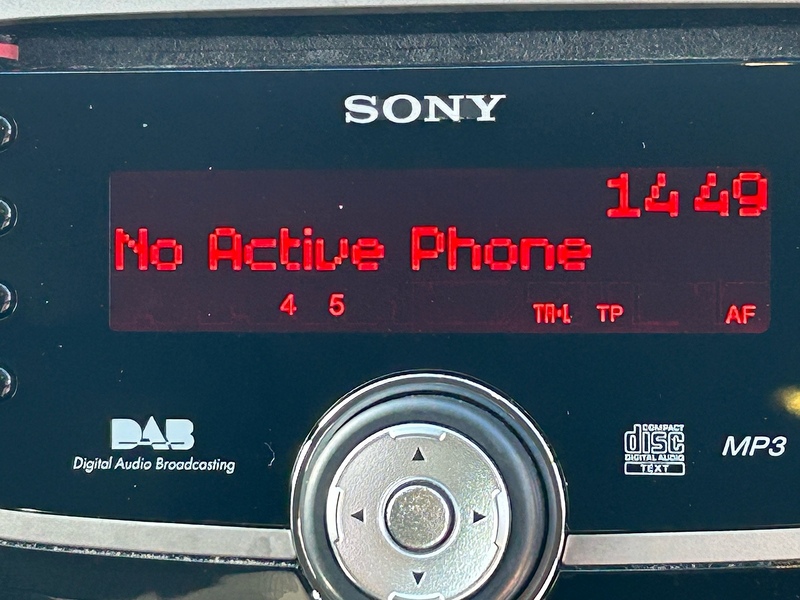 SONY
14 49
No Active Phone
4 5 TP AF
DAB
Digital Audio Broadcasting
COMPACT
disc
DIGITAL AUDIO
TEXT
MP3